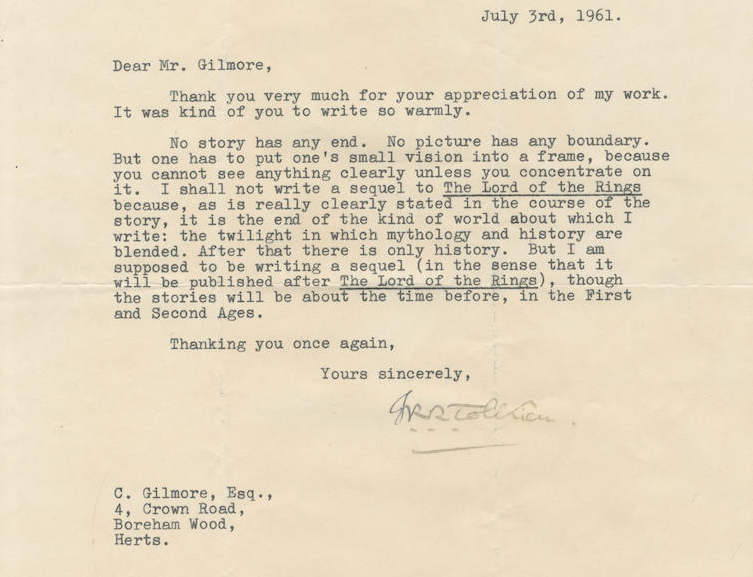 July 3rd, 1961.
Dear Mr. Gilmore,
Thank you very much for your appreciation of my work.
It was kind of you to write so warmly.
No story has any end. No picture has any boundary.
But one has to put one's small vision into a frame, because
you cannot see anything clearly unless you concentrate on
it. I shall not write a sequel to The Lord of the Rings
because, as is really clearly stated in the course of the
story, it is the end of the kind of world about which I
write: the twilight in which mythology and history are
blended. After that there is only history. But I am
supposed to be writing a sequel (in the sense that it
will be published after The Lord of the Rings), though
the stories will be about the time before, in the First
and Second Ages.
Thanking you once again,
Yours sincerely,
JRRTolkien.
C. Gilmore, Esq.,
4, Crown Road,
Boreham Wood,
Herts.